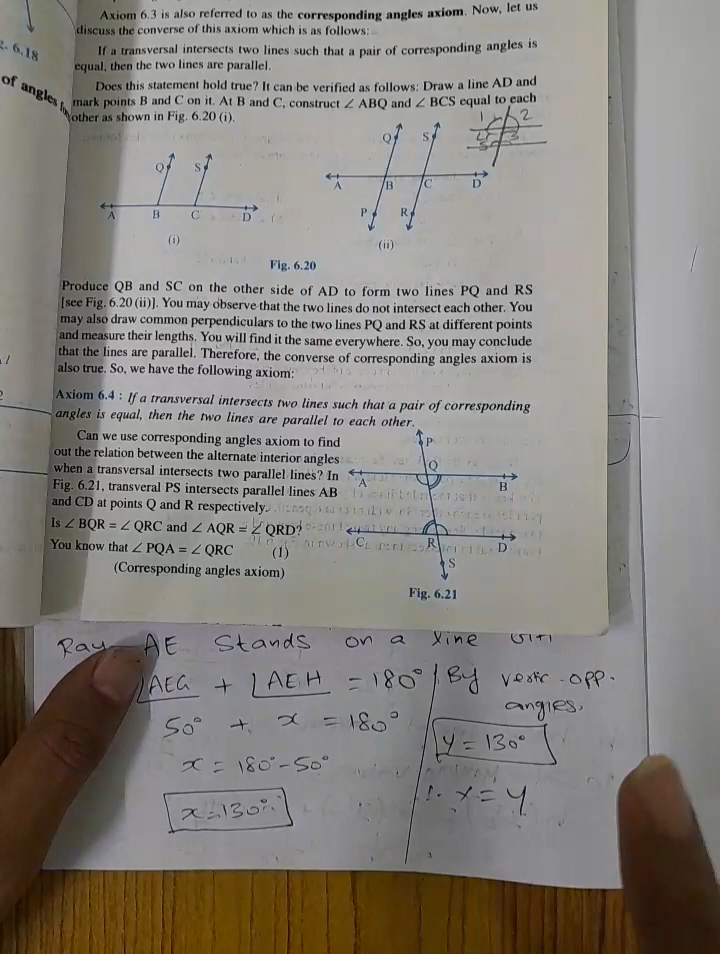 Axiom 6.3 is also referred to as the corresponding angles axiom. Now, let us
discuss the converse of this axiom which is as follows:
6.18
If a transversal intersects two lines such that a pair of corresponding angles is
equal, then the two lines are parallel.
of angles
Does this statement hold true? It can be verified as follows: Draw a line AD and
mark points B and C on it. At B and C, construct ∠ ABQ and ∠ BCS equal to each
other as shown in Fig. 6.20 (i).
1 2
Q S
Q S
A B C D
A B C D
P R
(i)
(ii)
Fig. 6.20
Produce QB and SC on the other side of AD to form two lines PQ and RS
[see Fig. 6.20 (ii)]. You may observe that the two lines do not intersect each other. You
may also draw common perpendiculars to the two lines PQ and RS at different points
and measure their lengths. You will find it the same everywhere. So, you may conclude
that the lines are parallel. Therefore, the converse of corresponding angles axiom is
also true. So, we have the following axiom:
Axiom 6.4 : If a transversal intersects two lines such that a pair of corresponding
angles is equal, then the two lines are parallel to each other.
Can we use corresponding angles axiom to find
out the relation between the alternate interior angles
when a transversal intersects two parallel lines? In
Fig. 6.21, transversal PS intersects parallel lines AB
and CD at points Q and R respectively.
Is ∠ BQR = ∠ QRC and ∠ AQR = ∠ QRD?
You know that ∠ PQA = ∠ QRC (1)
(Corresponding angles axiom)
P
Q
A B
C R D
S
Fig. 6.21
Ray AE stands on a line
∠AEG + ∠AEH = 180°
50° + x = 180°
x = 180° - 50°
x = 130°
By vertic. opp.
angles.
y = 130°
∴ x = y